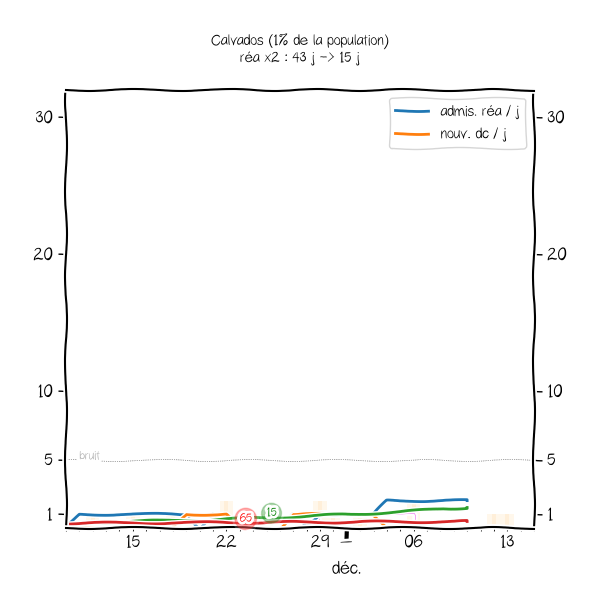 Calvados (1% de la population)
réa x2 : 43 j -> 15 j
admis. réa / j
nouv. dc / j
30
30
20
20
10
10
5
bruit
5
1
65
15
1
15
22
29
06
13
déc.